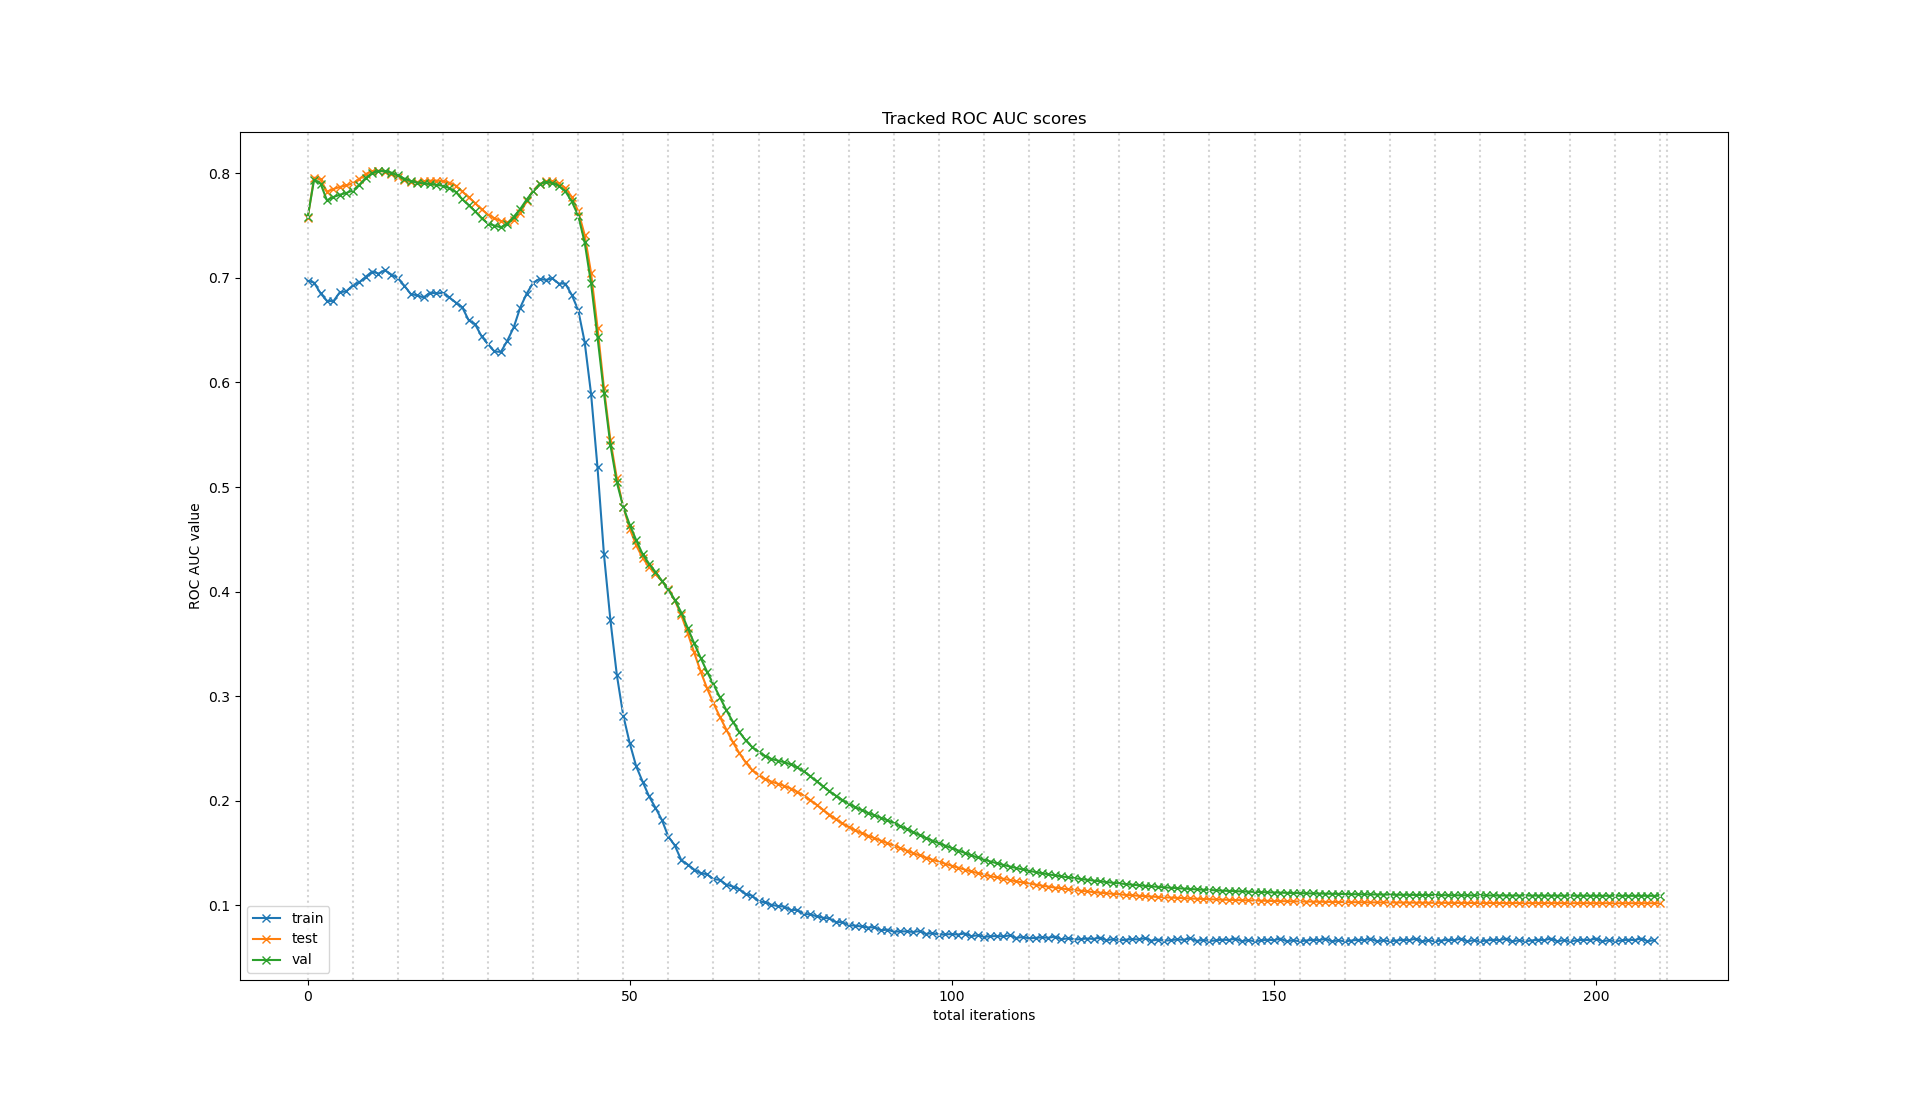 Tracked ROC AUC scores
ROC AUC value
0.8
0.7
0.6
0.5
0.4
0.3
0.2
0.1
train
test
val
0 50 100 150 200
total iterations